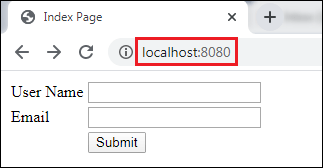 Index Page
localhost:8080
User Name
Email
Submit